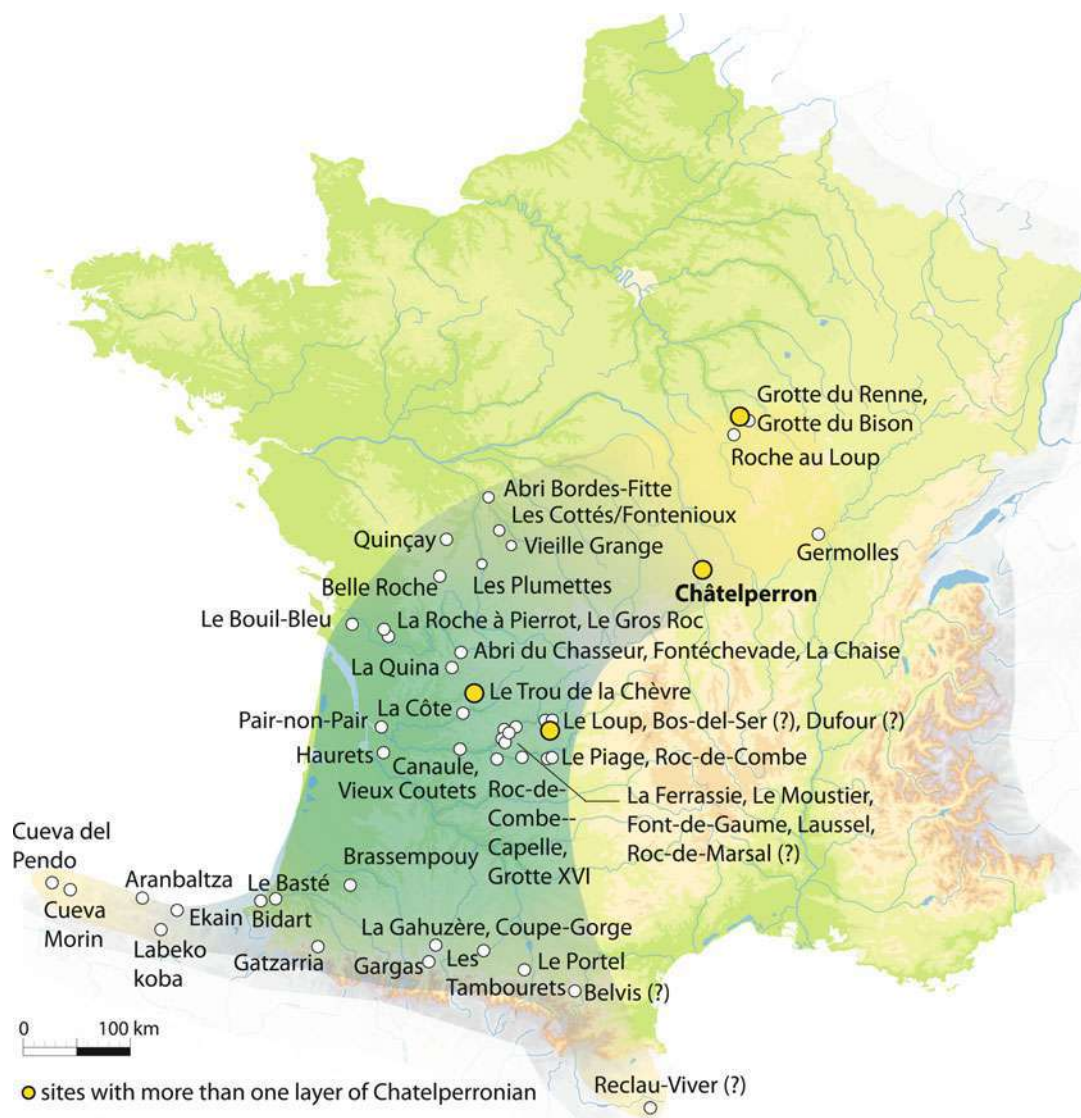 Grotte du Renne,
Grotte du Bison
Roche au Loup
Abri Bordes-Fitte
Les Cottés/Fontenioux
Quinçay
Vieille Grange
Germolles
Belle Roche
Les Plumettes
Châtelperron
Le Bouil-Bleu
La Roche à Pierrot, Le Gros Roc
Abri du Chasseur, Fontéchevade, La Chaise
La Quina
Le Trou de la Chèvre
La Côte
Pair-non-Pair
Le Loup, Bos-del-Ser (?), Dufour (?)
Haurets
Canaule,
Vieux Coutets
Le Piage, Roc-de-Combe
Roc-de-
Combe--
Capelle,
Grotte XVI
La Ferrassie, Le Moustier,
Font-de-Gaume, Laussel,
Roc-de-Marsal (?)
Cueva del
Pendo
Brassempouy
Aranbaltza
Le Basté
Cueva
Morin
Ekain
Bidart
Labeko
koba
La Gahuzère, Coupe-Gorge
Gatzarria
Gargas
Les
Tambourets
Le Portel
Belvis (?)
0 100 km
Reclau-Viver (?)
sites with more than one layer of Chatelperronian